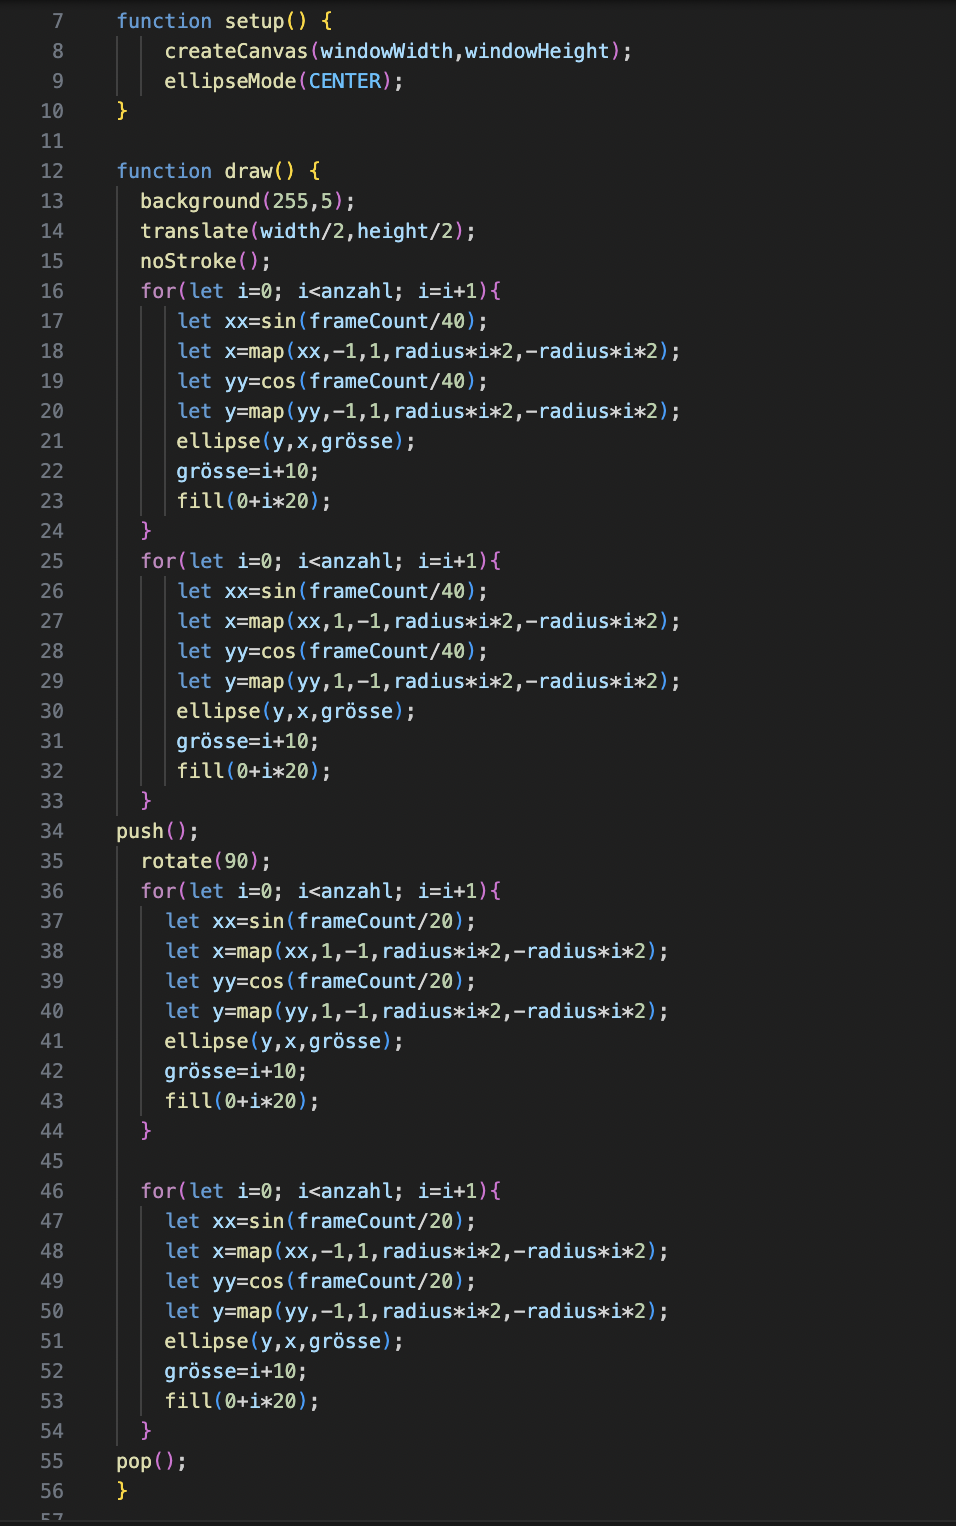 7 function setup() {
8 createCanvas(windowWidth,windowHeight);
9 ellipseMode(CENTER);
10 }
11
12 function draw() {
13 background(255,5);
14 translate(width/2,height/2);
15 noStroke();
16 for(let i=0; i<anzahl; i=i+1){
17 let xx=sin(frameCount/40);
18 let x=map(xx,-1,1,radius*i*2,-radius*i*2);
19 let yy=cos(frameCount/40);
20 let y=map(yy,-1,1,radius*i*2,-radius*i*2);
21 ellipse(y,x,grösse);
22 grösse=i+10;
23 fill(0+i*20);
24 }
25 for(let i=0; i<anzahl; i=i+1){
26 let xx=sin(frameCount/40);
27 let x=map(xx,1,-1,radius*i*2,-radius*i*2);
28 let yy=cos(frameCount/40);
29 let y=map(yy,1,-1,radius*i*2,-radius*i*2);
30 ellipse(y,x,grösse);
31 grösse=i+10;
32 fill(0+i*20);
33 }
34 push();
35 rotate(90);
36 for(let i=0; i<anzahl; i=i+1){
37 let xx=sin(frameCount/20);
38 let x=map(xx,1,-1,radius*i*2,-radius*i*2);
39 let yy=cos(frameCount/20);
40 let y=map(yy,1,-1,radius*i*2,-radius*i*2);
41 ellipse(y,x,grösse);
42 grösse=i+10;
43 fill(0+i*20);
44 }
45
46 for(let i=0; i<anzahl; i=i+1){
47 let xx=sin(frameCount/20);
48 let x=map(xx,-1,1,radius*i*2,-radius*i*2);
49 let yy=cos(frameCount/20);
50 let y=map(yy,-1,1,radius*i*2,-radius*i*2);
51 ellipse(y,x,grösse);
52 grösse=i+10;
53 fill(0+i*20);
54 }
55 pop();
56 }
57